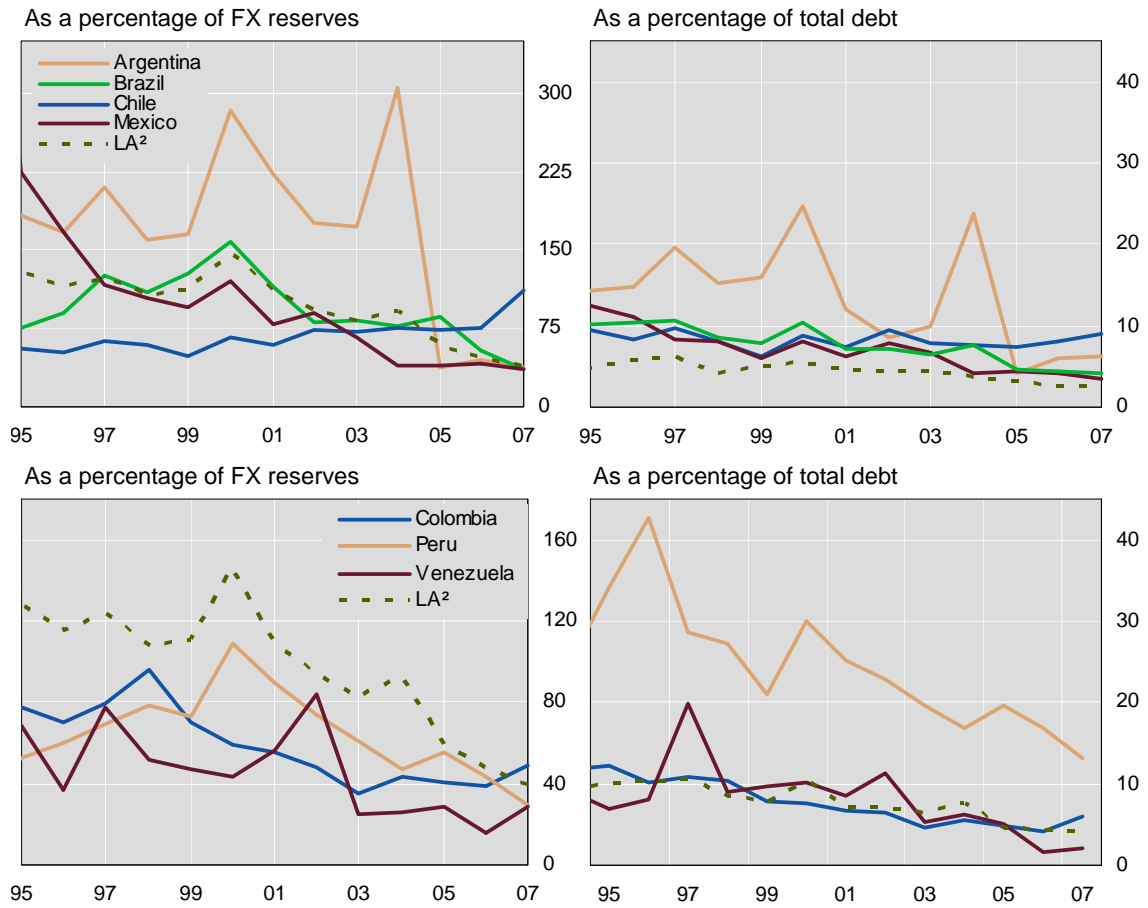 As a percentage of FX reserves
Argentina
Brazil
Chile
Mexico
LA²
300
225
150
75
0
95 97 99 01 03 05 07
As a percentage of total debt
40
30
20
10
0
95 97 99 01 03 05 07
As a percentage of FX reserves
Colombia
Peru
Venezuela
LA²
160
120
80
40
0
95 97 99 01 03 05 07
As a percentage of total debt
40
30
20
10
0
95 97 99 01 03 05 07